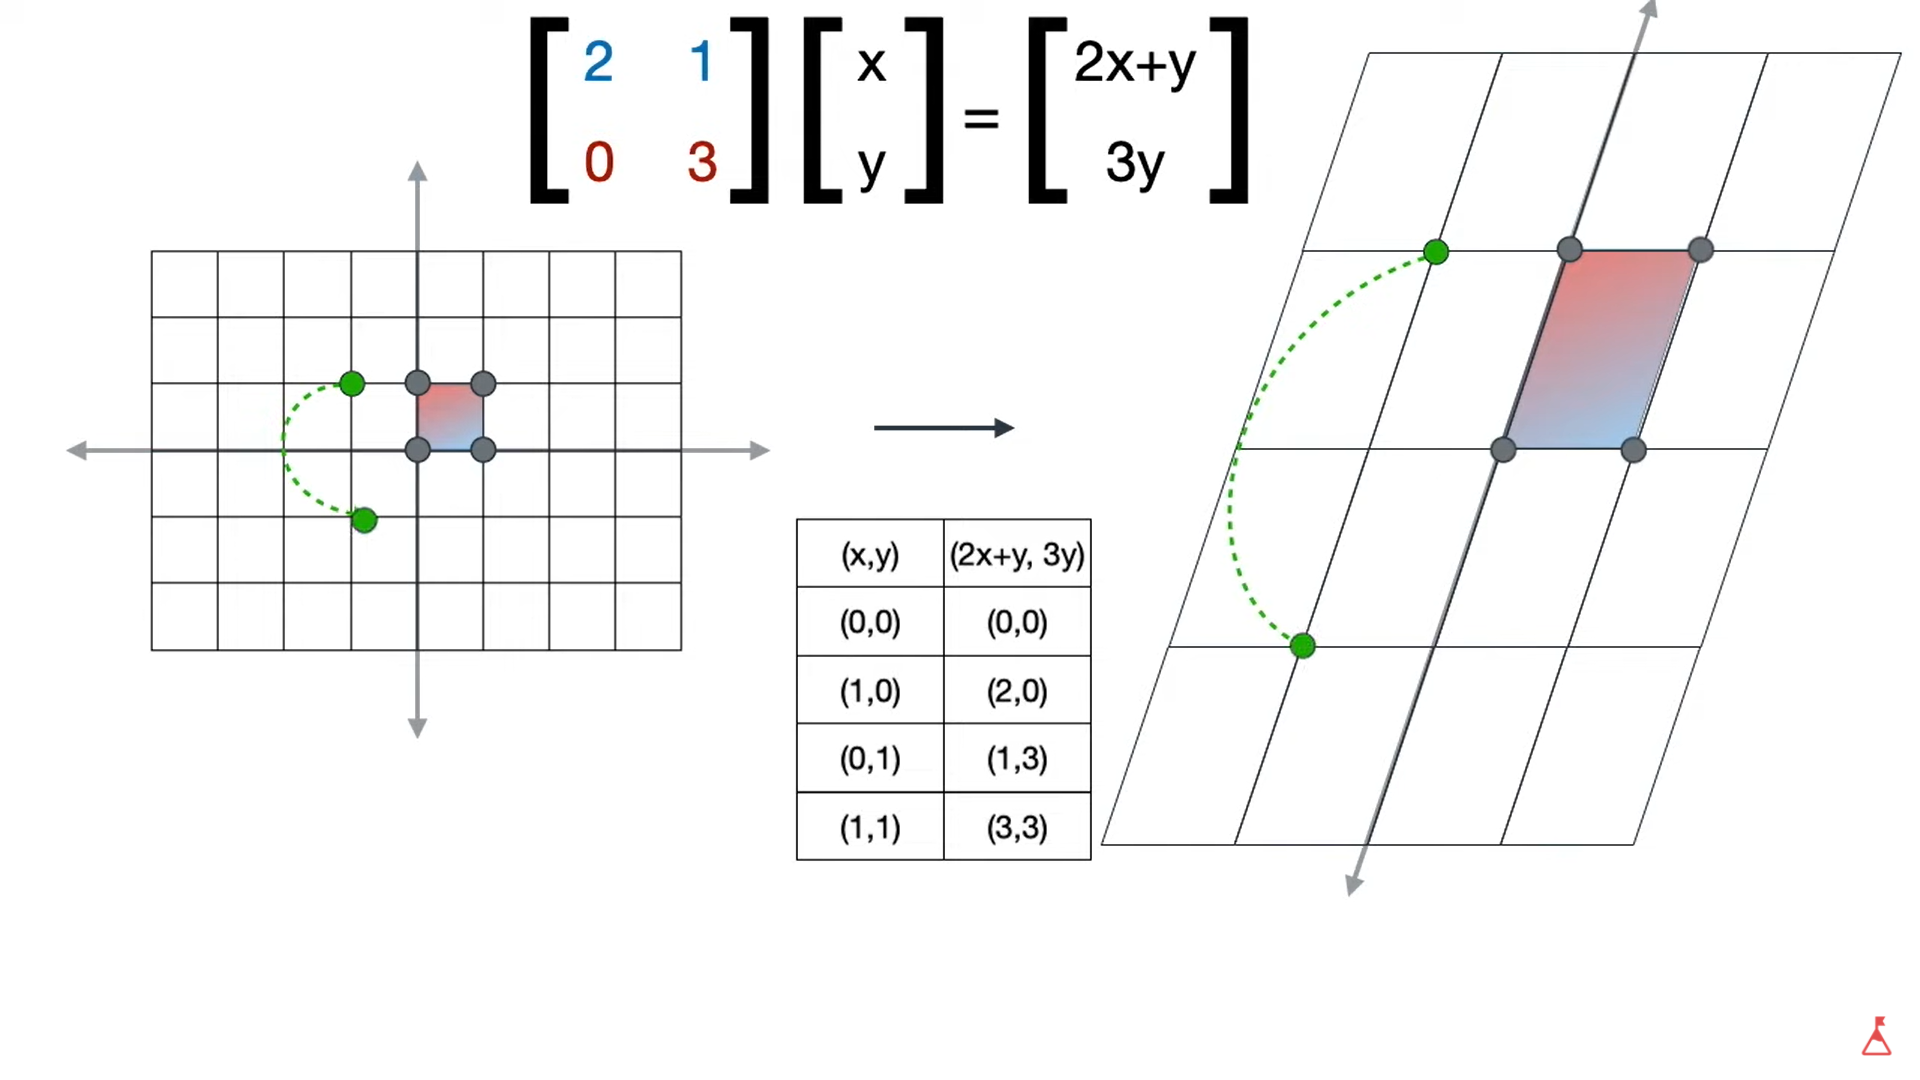 2 1 x 2x+y
0 3 y = 3y
(x,y) (2x+y, 3y)
(0,0) (0,0)
(1,0) (2,0)
(0,1) (1,3)
(1,1) (3,3)